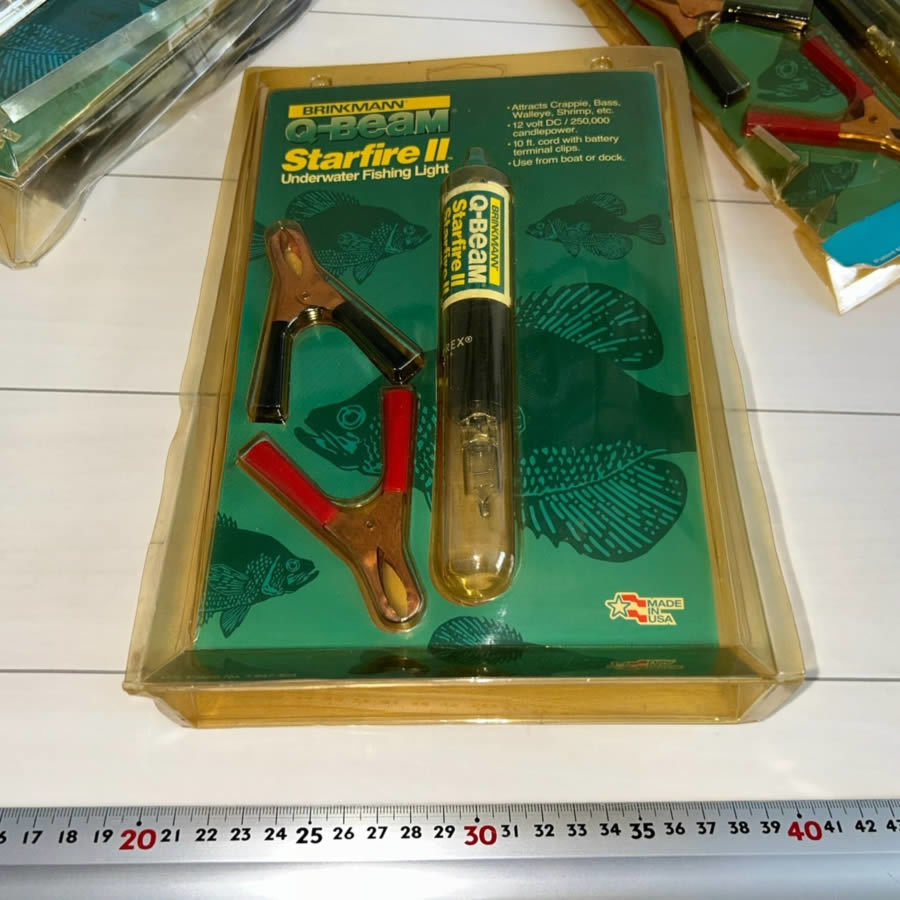 BRINKMANN
Q-BEAM
Starfire II
Underwater Fishing Light
• Attracts Crappie, Bass,
Walleye, Shrimp, etc.
• 12 volt DC / 250,000
candlepower.
• 10 ft. cord with battery
terminal clips.
• Use from boat or dock.
BRINKMANN
Q-BEAM
Starfire II
Starfire II
REX®
MADE
IN
USA
17 18 19 20 21 22 23 24 25 26 27 28 29 30 31 32 33 34 35 36 37 38 39 40 41 42